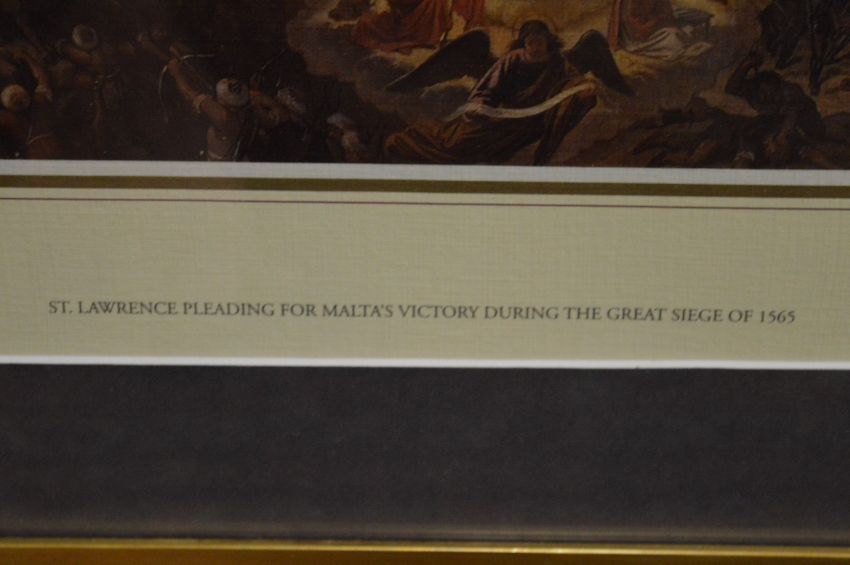 ST. LAWRENCE PLEADING FOR MALTA'S VICTORY DURING THE GREAT SIEGE OF 1565